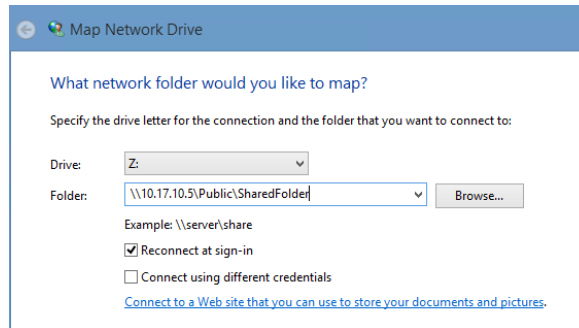 Map Network Drive
What network folder would you like to map?
Specify the drive letter for the connection and the folder that you want to connect to:
Drive: Z:
Folder: \\10.17.10.5\Public\SharedFolder Browse...
Example: \\server\share
Reconnect at sign-in
Connect using different credentials
Connect to a Web site that you can use to store your documents and pictures.